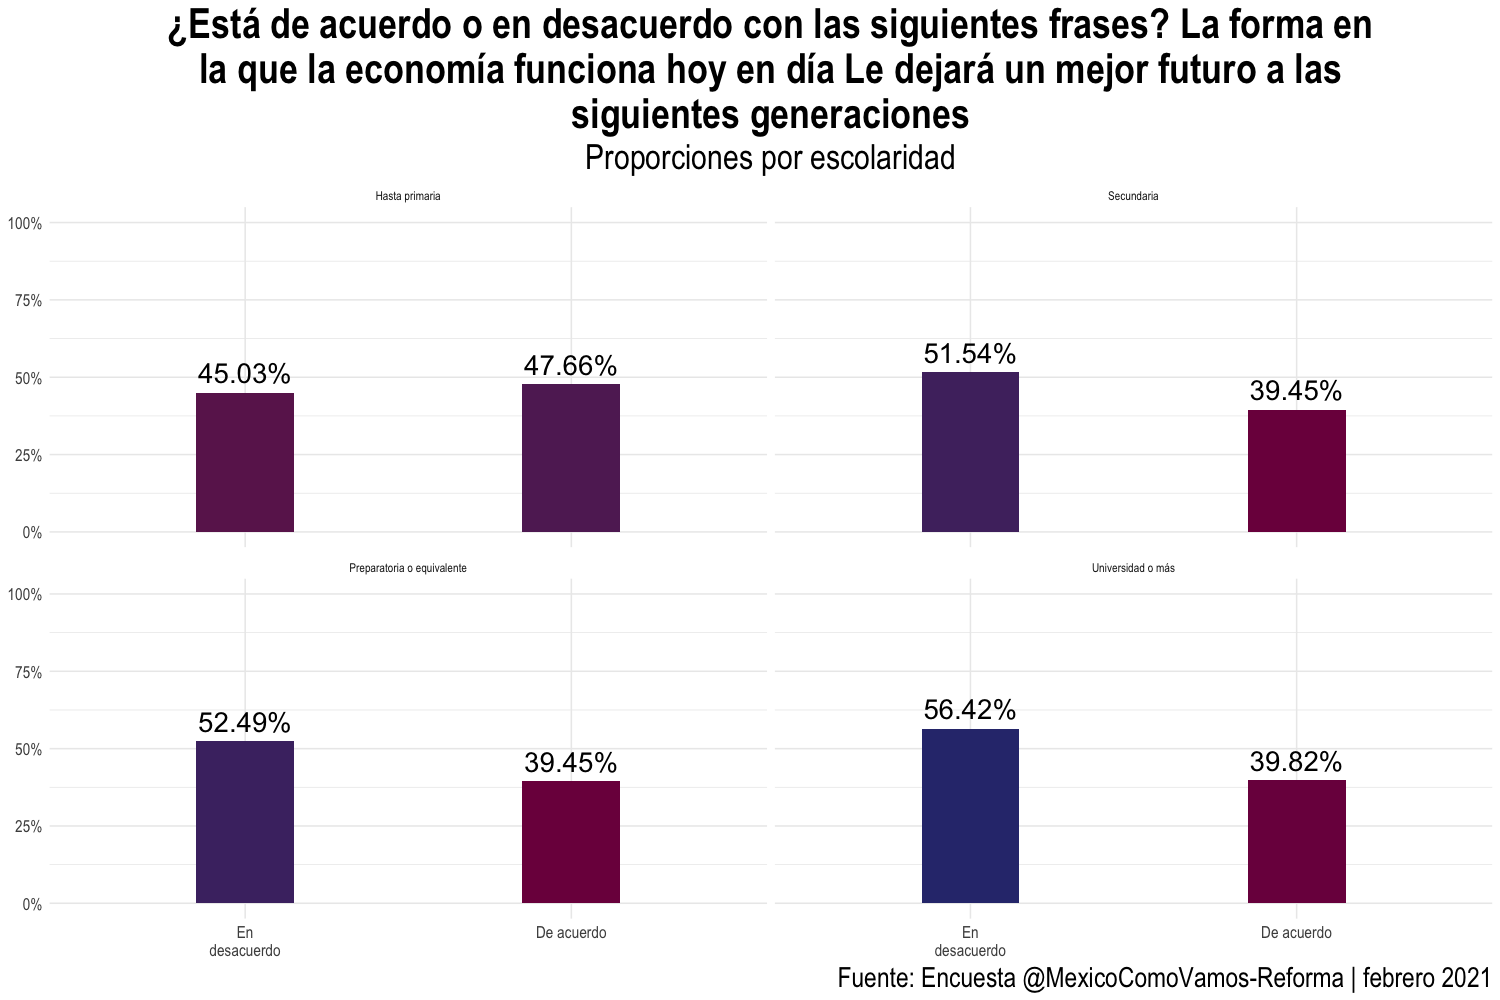 ¿Está de acuerdo o en desacuerdo con las siguientes frases? La forma en
la que la economía funciona hoy en día Le dejará un mejor futuro a las
siguientes generaciones
Proporciones por escolaridad
Hasta primaria
100%
75%
50%
25%
0%
45.03%
47.66%
Secundaria
51.54%
39.45%
Preparatoria o equivalente
100%
75%
50%
25%
0%
52.49%
39.45%
En
desacuerdo
De acuerdo
Universidad o más
56.42%
39.82%
En
desacuerdo
De acuerdo
Fuente: Encuesta @MexicoComoVamos-Reforma | febrero 2021